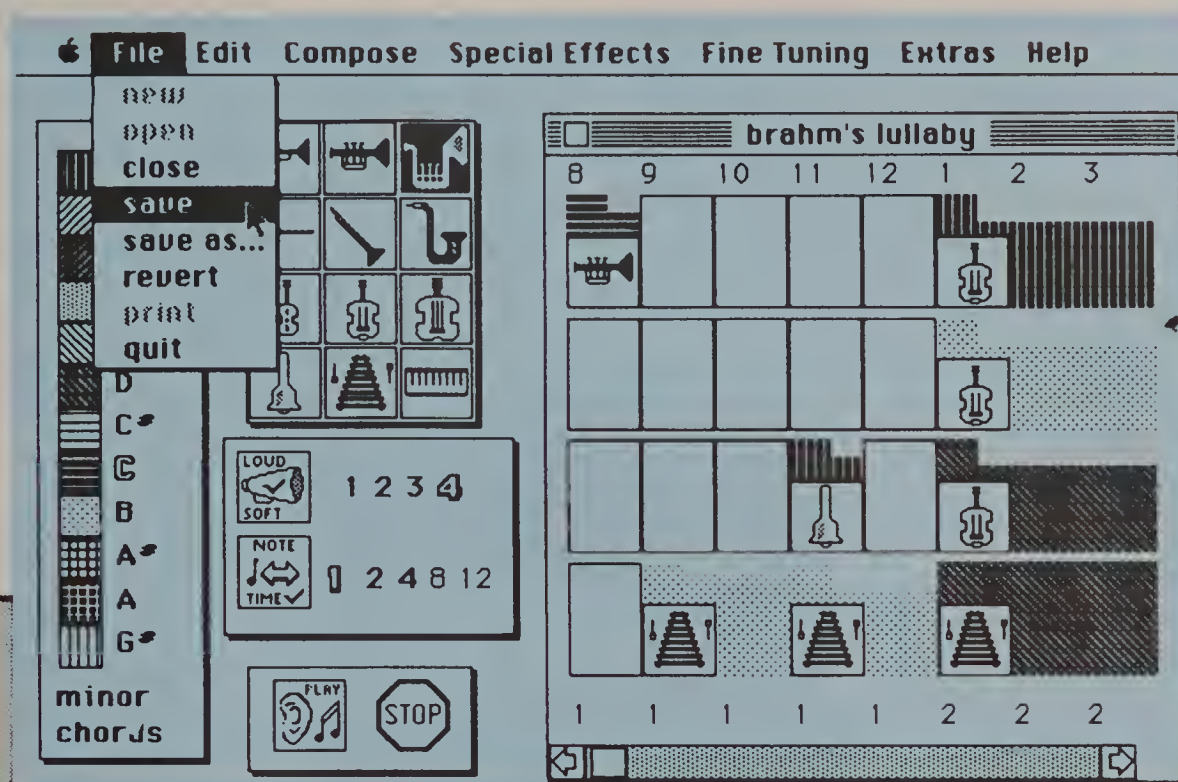 File Edit Compose Special Effects Fine Tuning Extras Help
new
open
close
save
save as...
revert
print
quit
D
C#
C
B
A#
A
G#
minor
chords
LOUD
SOFT
1 2 3 4
NOTE
TIME
1 2 4 8 12
PLAY
STOP
brahm's lullaby
8 9 10 11 12 1 2 3
1 1 1 1 1 2 2 2